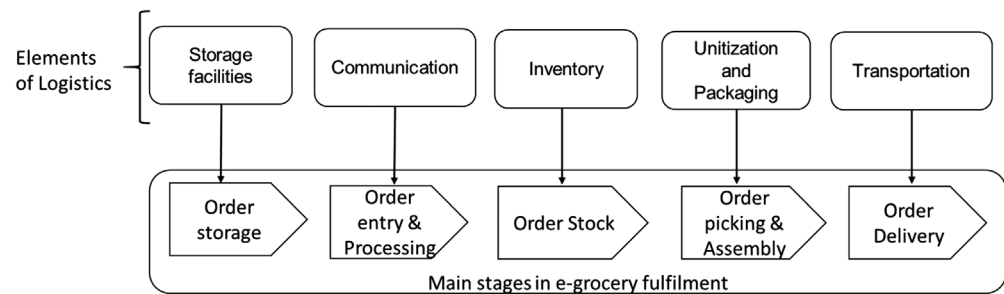 Elements
of Logistics
Storage
facilities
Communication
Inventory
Unitization
and
Packaging
Transportation
Order
storage
Order
entry &
Processing
Order Stock
Order
picking &
Assembly
Order
Delivery
Main stages in e-grocery fulfilment